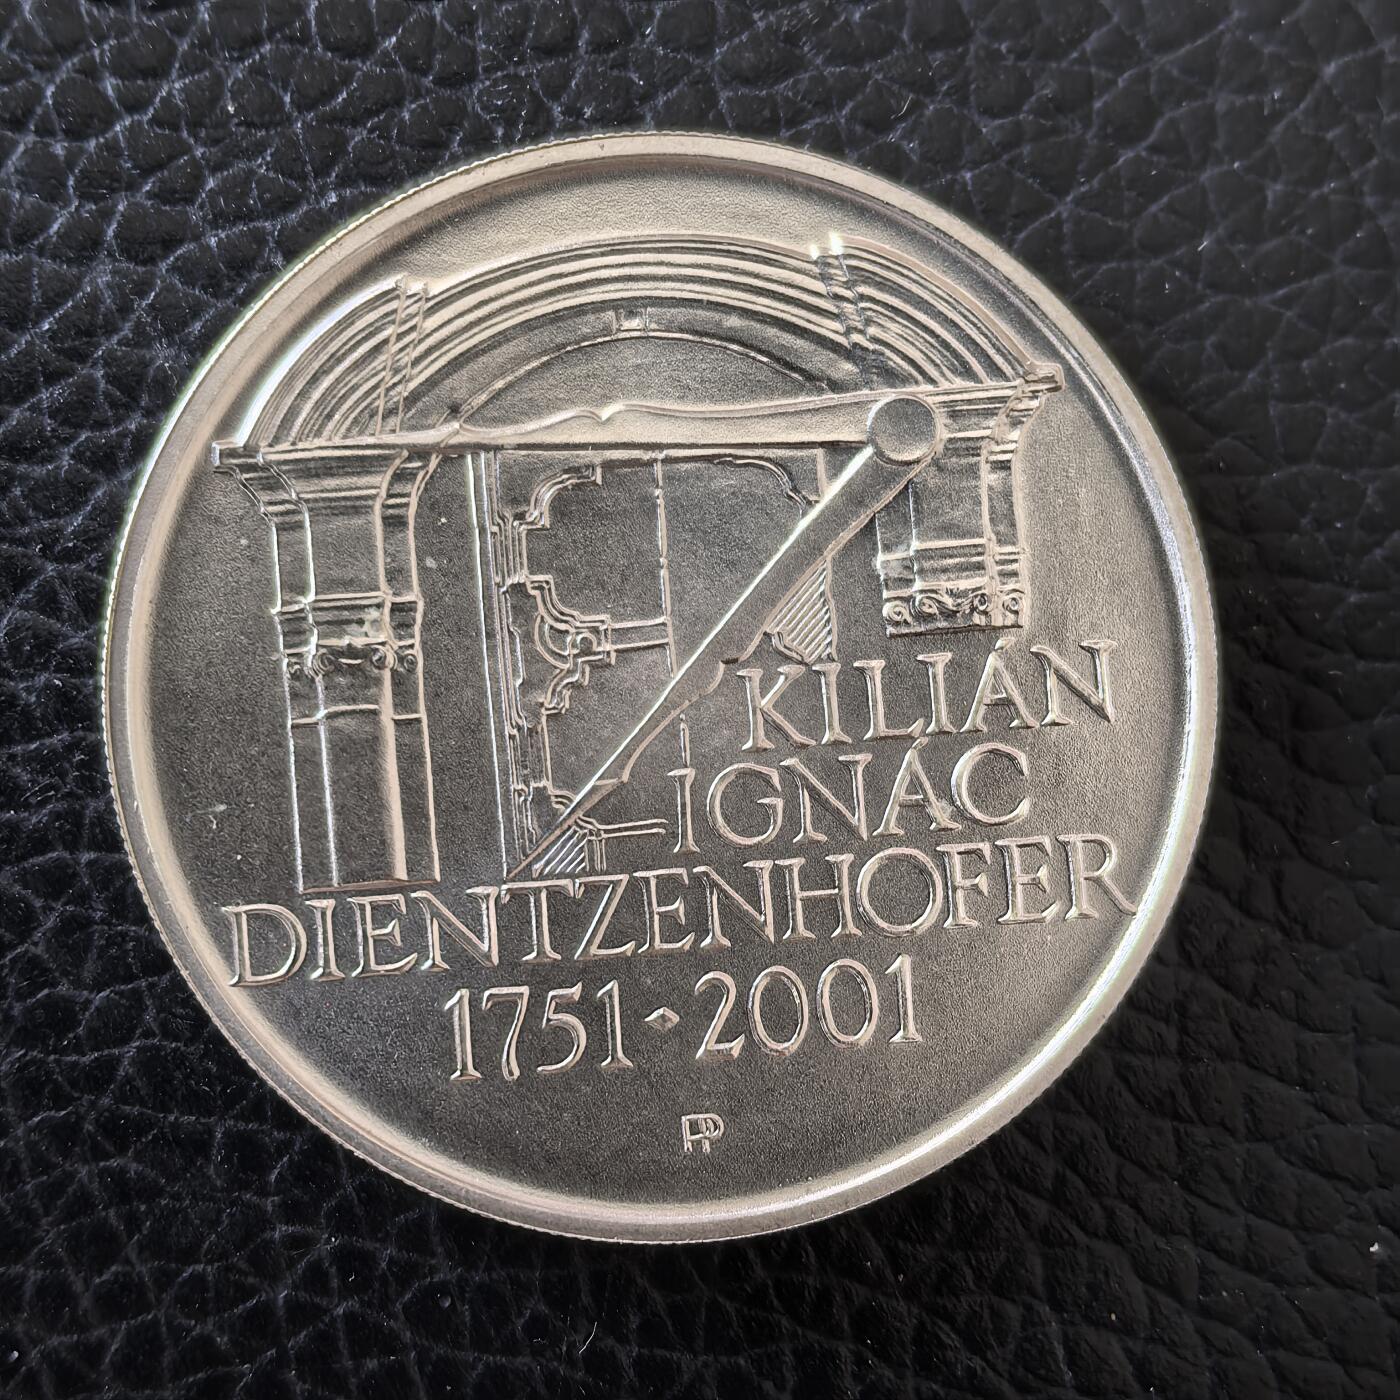 KILIÁN
IGNÁC
DIENTZENHOFER
1751 · 2001